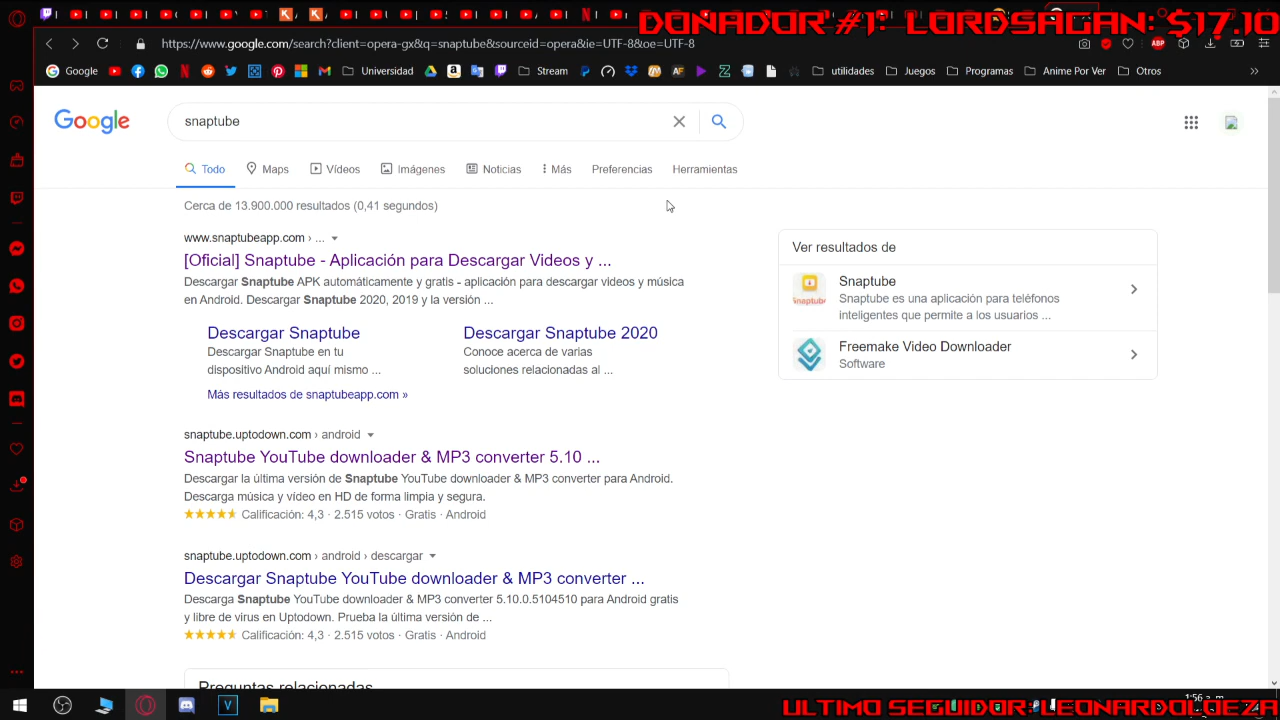 DONADOR #1: LORDSAGAN: $17.10
https://www.google.com/search?client=opera-gx&q=snaptube&sourceid=opera&ie=UTF-8&oe=UTF-8
ABP
Google
Universidad
Stream
AF
utilidades
Juegos
Programas
Anime Por Ver
Otros
Google
snaptube
Todo
Maps
Vídeos
Imágenes
Noticias
Más
Preferencias
Herramientas
Cerca de 13.900.000 resultados (0,41 segundos)
www.snaptubeapp.com › ...
[Oficial] Snaptube - Aplicación para Descargar Videos y ...
Descargar Snaptube APK automáticamente y gratis - aplicación para descargar videos y música
en Android. Descargar Snaptube 2020, 2019 y la versión ...
Descargar Snaptube
Descargar Snaptube en tu
dispositivo Android aquí mismo ...
Descargar Snaptube 2020
Conoce acerca de varias
soluciones relacionadas al ...
Más resultados de snaptubeapp.com »
snaptube.uptodown.com › android
Snaptube YouTube downloader & MP3 converter 5.10 ...
Descargar la última versión de Snaptube YouTube downloader & MP3 converter para Android.
Descarga música y vídeo en HD de forma limpia y segura.
Calificación: 4,3 · 2.515 votos · Gratis · Android
snaptube.uptodown.com › android › descargar
Descargar Snaptube YouTube downloader & MP3 converter ...
Descarga Snaptube YouTube downloader & MP3 converter 5.10.0.5104510 para Android gratis
y libre de virus en Uptodown. Prueba la última versión de ...
Calificación: 4,3 · 2.515 votos · Gratis · Android
Preguntas relacionadas
Ver resultados de
Snaptube
Snaptube
Snaptube es una aplicación para teléfonos
inteligentes que permite a los usuarios ...
Freemake Video Downloader
Software
1:56 a. m.
ULTIMO SEGUIDOR: LEONARDOLOEZA